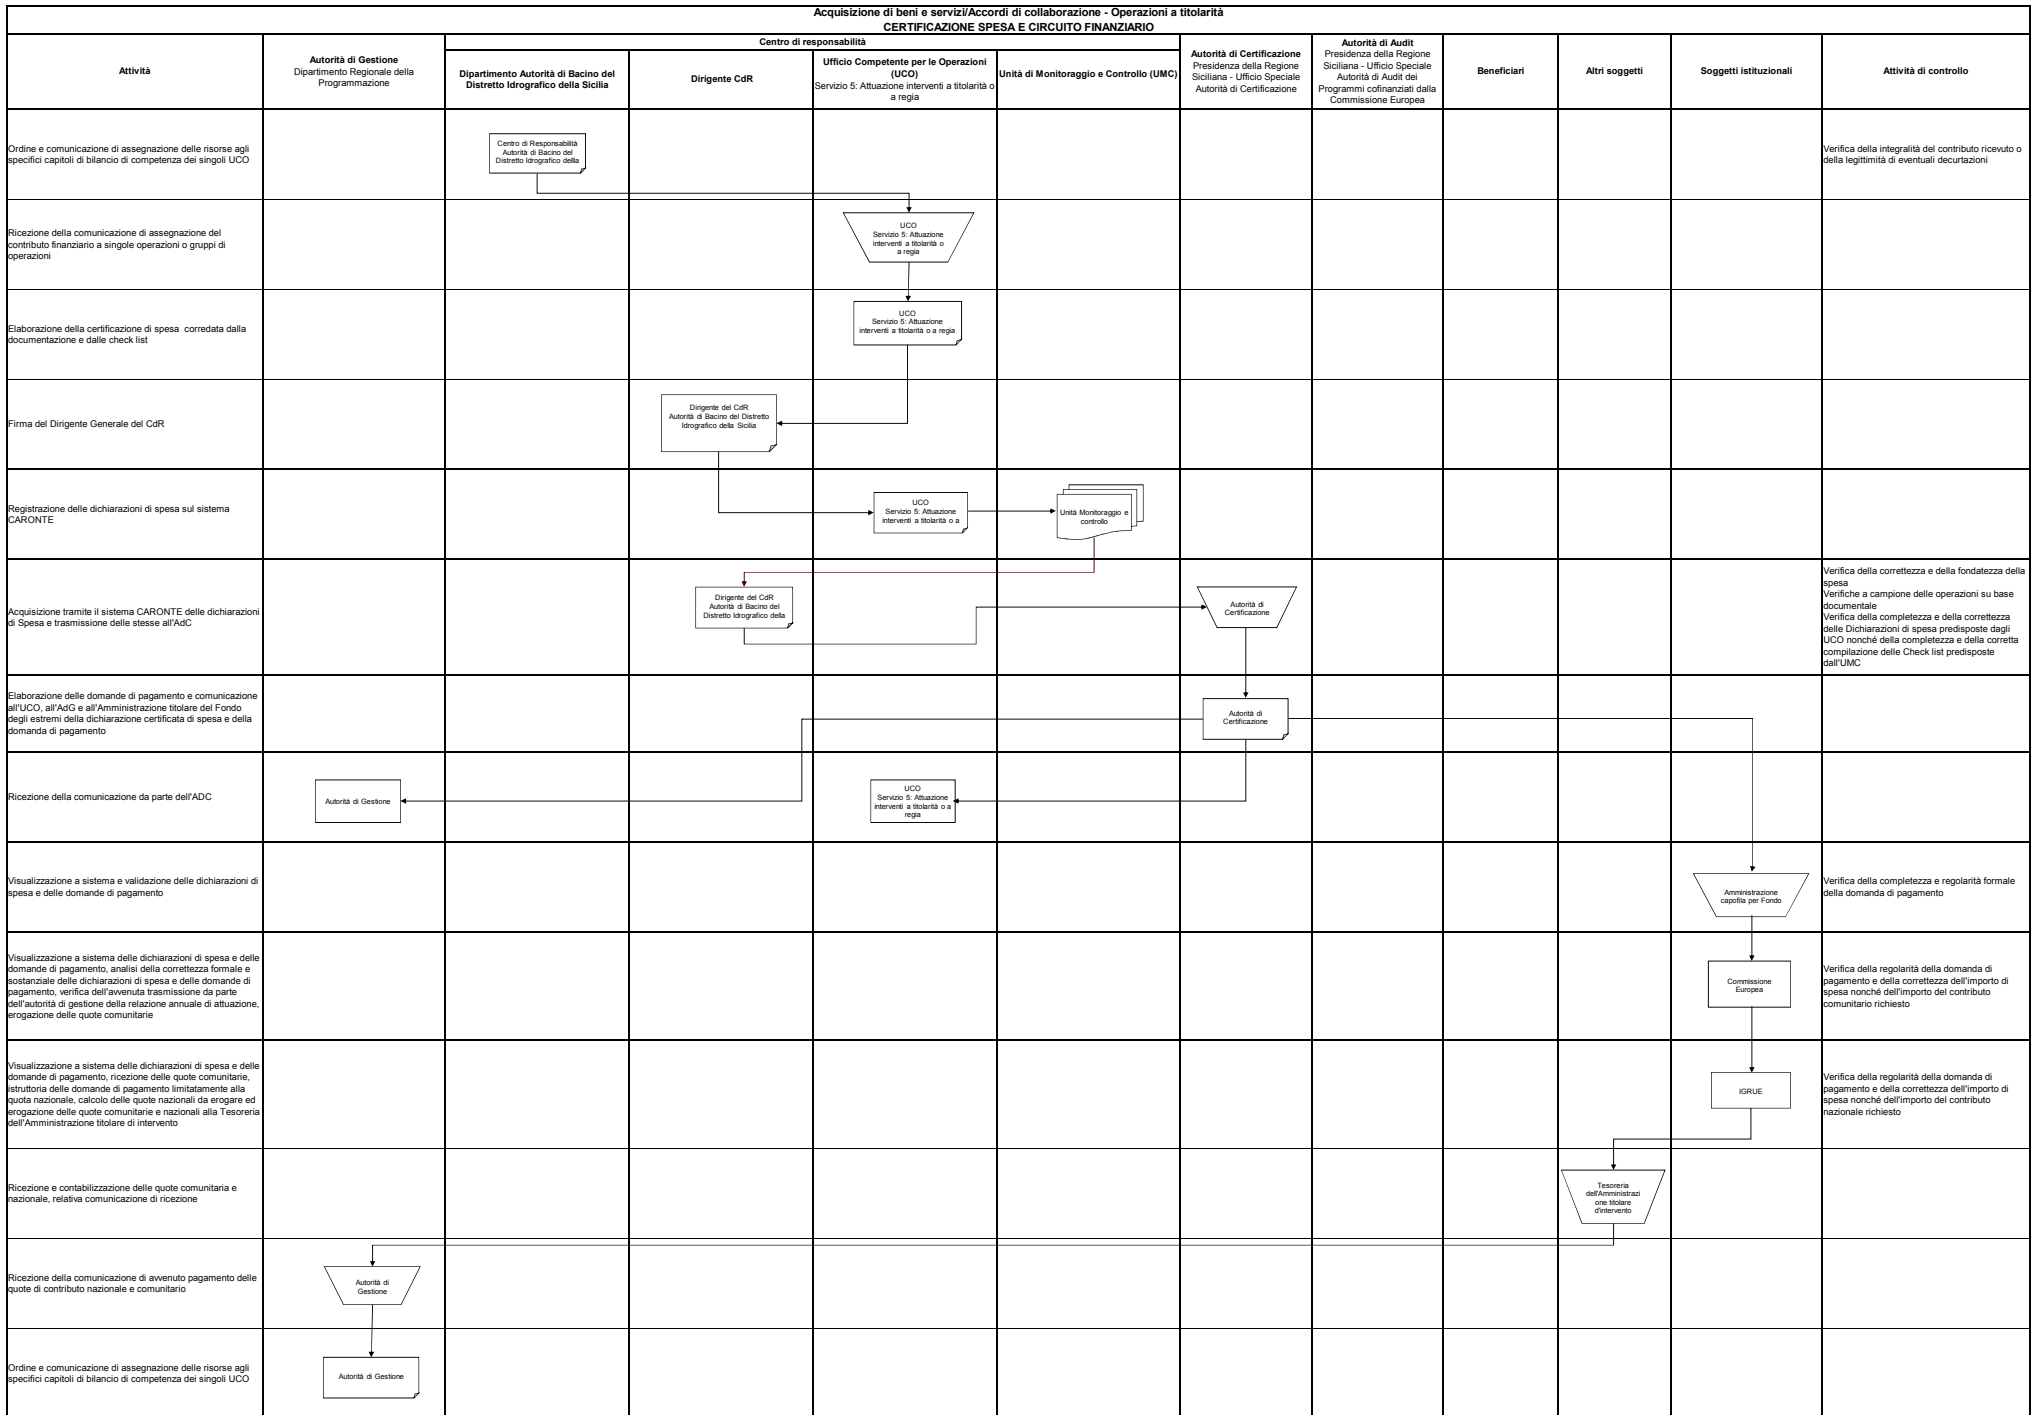 Acquisizione di beni e servizi/Accordi di collaborazione - Operazioni a titolarità
CERTIFICAZIONE SPESA E CIRCUITO FINANZIARIO
Attività
Autorità di Gestione
Dipartimento Regionale della
Programmazione
Centro di responsabilità
Dipartimento Autorità di Bacino del
Distretto Idrografico della Sicilia
Dirigente CdR
Ufficio Competente per le Operazioni
(UCO)
Servizio 5: Attuazione interventi a titolarità o
a regia
Unità di Monitoraggio e Controllo (UMC)
Autorità di Certificazione
Presidenza della Regione
Siciliana - Ufficio Speciale
Autorità di Certificazione
Autorità di Audit
Presidenza della Regione
Siciliana - Ufficio Speciale
Autorità di Audit dei
Programmi cofinanziati dalla
Commissione Europea
Beneficiari
Altri soggetti
Soggetti istituzionali
Attività di controllo
Ordine e comunicazione di assegnazione delle risorse agli
specifici capitoli di bilancio di competenza dei singoli UCO
Centro di Responsabilità
Autorità di Bacino del
Distretto Idrografico della
Verifica della integralità del contributo ricevuto o
della legittimità di eventuali decurtazioni
Ricezione della comunicazione di assegnazione del
contributo finanziario a singole operazioni o gruppi di
operazioni
UCO
Servizio 5: Attuazione
interventi a titolarità o
a regia
Elaborazione della certificazione di spesa  corredata dalla
documentazione e dalle check list
UCO
Servizio 5: Attuazione
interventi a titolarità o a regia
Firma del Dirigente Generale del CdR
Dirigente del CdR
Autorità di Bacino del Distretto
Idrografico della Sicilia
Registrazione delle dichiarazioni di spesa sul sistema
CARONTE
UCO
Servizio 5: Attuazione
interventi a titolarità o a
Unità Monitoraggio e
controllo
Acquisizione tramite il sistema CARONTE delle dichiarazioni
di Spesa e trasmissione delle stesse all'AdC
Dirigente del CdR
Autorità di Bacino del
Distretto Idrografico della
Autorità di
Certificazione
Verifica della correttezza e della fondatezza della
spesa
Verifiche a campione delle operazioni su base
documentale
Verifica della completezza e della correttezza
delle Dichiarazioni di spesa predisposte dagli
UCO nonché della completezza e della corretta
compilazione delle Check list predisposte
dall'UMC
Elaborazione delle domande di pagamento e comunicazione
all'UCO, all'AdG e all'Amministrazione titolare del Fondo
degli estremi della dichiarazione certificata di spesa e della
domanda di pagamento
Autorità di
Certificazione
Ricezione della comunicazione da parte dell'ADC
Autorità di Gestione
UCO
Servizio 5: Attuazione
interventi a titolarità o a
regia
Visualizzazione a sistema e validazione delle dichiarazioni di
spesa e delle domande di pagamento
Amministrazione
capofila per Fondo
Verifica della completezza e regolarità formale
della domanda di pagamento
Visualizzazione a sistema delle dichiarazioni di spesa e delle
domande di pagamento, analisi della correttezza formale e
sostanziale delle dichiarazioni di spesa e delle domande di
pagamento, verifica dell'avvenuta trasmissione da parte
dell'autorità di gestione della relazione annuale di attuazione,
erogazione delle quote comunitarie
Commissione
Europea
Verifica della regolarità della domanda di
pagamento e della correttezza dell'importo di
spesa nonché dell'importo del contributo
comunitario richiesto
Visualizzazione a sistema delle dichiarazioni di spesa e delle
domande di pagamento, ricezione delle quote comunitarie,
istruttoria delle domande di pagamento limitatamente alla
quota nazionale, calcolo delle quote nazionali da erogare ed
erogazione delle quote comunitarie e nazionali alla Tesoreria
dell'Amministrazione titolare di intervento
IGRUE
Verifica della regolarità della domanda di
pagamento e della correttezza dell'importo di
spesa nonché dell'importo del contributo
nazionale richiesto
Ricezione e contabilizzazione delle quote comunitaria e
nazionale, relativa comunicazione di ricezione
Tesoreria
dell'Amministrazi
one titolare
d'intervento
Ricezione della comunicazione di avvenuto pagamento delle
quote di contributo nazionale e comunitario
Autorità di
Gestione
Ordine e comunicazione di assegnazione delle risorse agli
specifici capitoli di bilancio di competenza dei singoli UCO
Autorità di Gestione